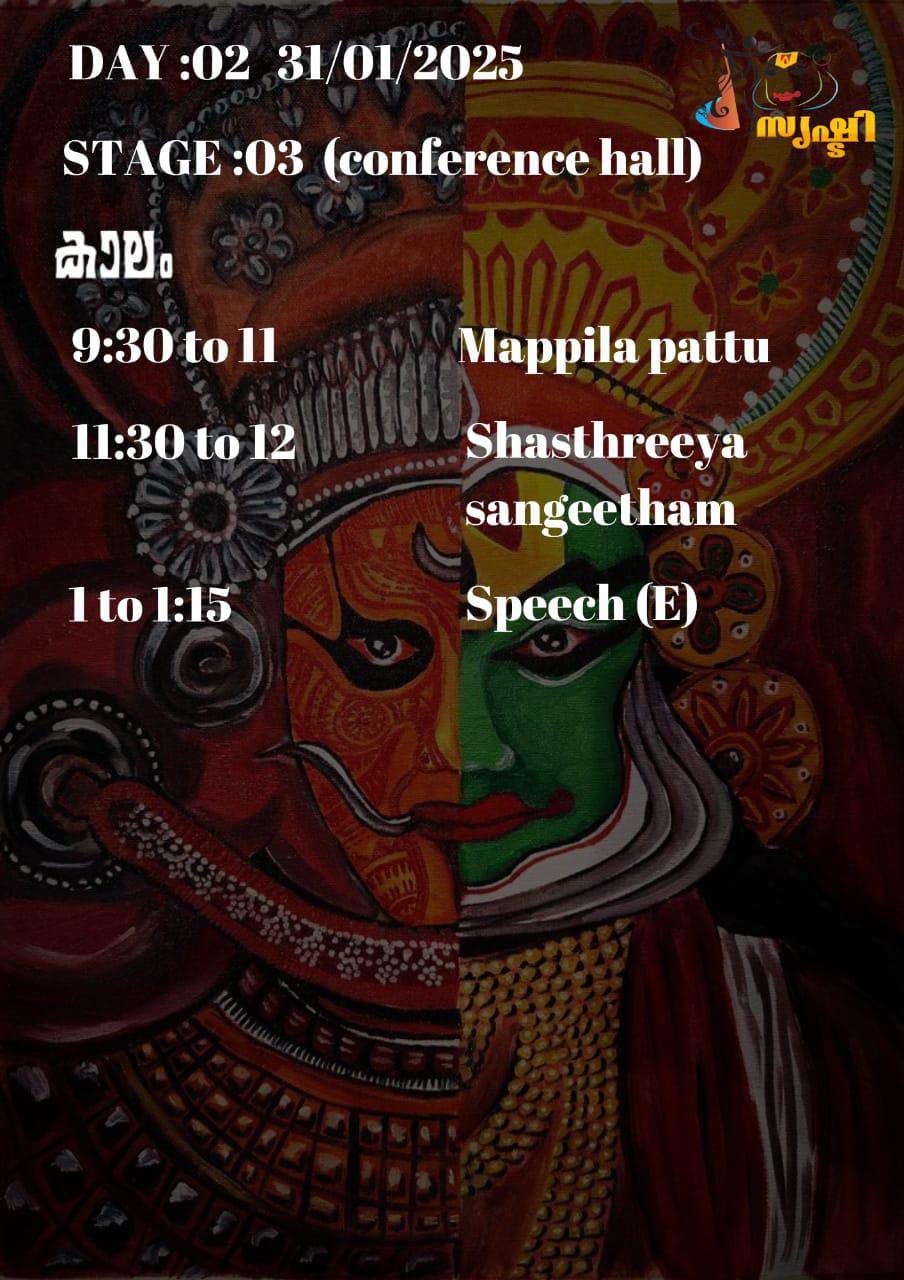 DAY :02 31/01/2025
സൃഷ്ടി
STAGE :03 (conference hall)
കാലം
9:30 to 11 Mappila pattu
11:30 to 12 Shasthreeya
sangeetham
1 to 1:15 Speech (E)